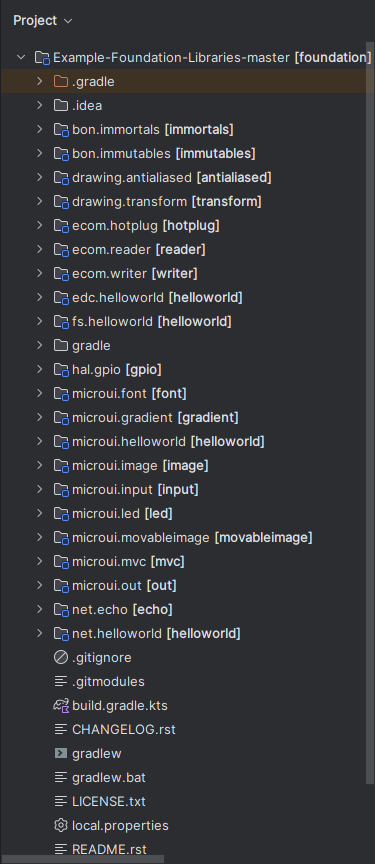 Project
Example-Foundation-Libraries-master [foundation]
.gradle
.idea
bon.immortals [immortals]
bon.immutables [immutables]
drawing.antialiased [antialiased]
drawing.transform [transform]
ecom.hotplug [hotplug]
ecom.reader [reader]
ecom.writer [writer]
edc.helloworld [helloworld]
fs.helloworld [helloworld]
gradle
hal.gpio [gpio]
microui.font [font]
microui.gradient [gradient]
microui.helloworld [helloworld]
microui.image [image]
microui.input [input]
microui.led [led]
microui.movableimage [movableimage]
microui.mvc [mvc]
microui.out [out]
net.echo [echo]
net.helloworld [helloworld]
.gitignore
.gitmodules
build.gradle.kts
CHANGELOG.rst
gradlew
gradlew.bat
LICENSE.txt
local.properties
README.rst